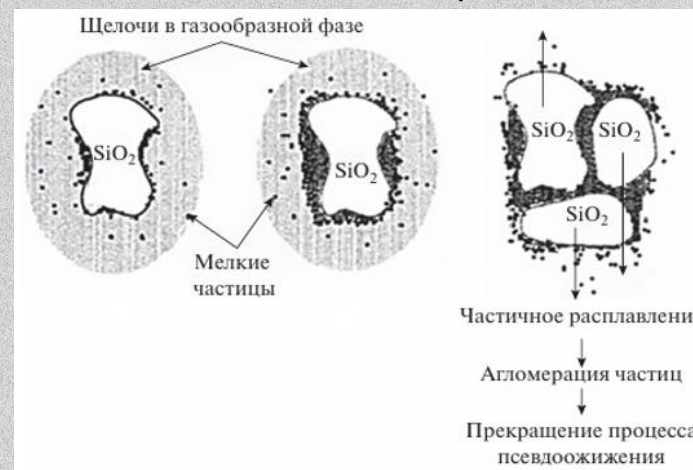 Щелочи в газообразной фазе
SiO2
SiO2
Мелкие
частицы
SiO2
SiO2
SiO2
Частичное расплавлени
Агломерация частиц
Прекращение процесса
псевдоожижения